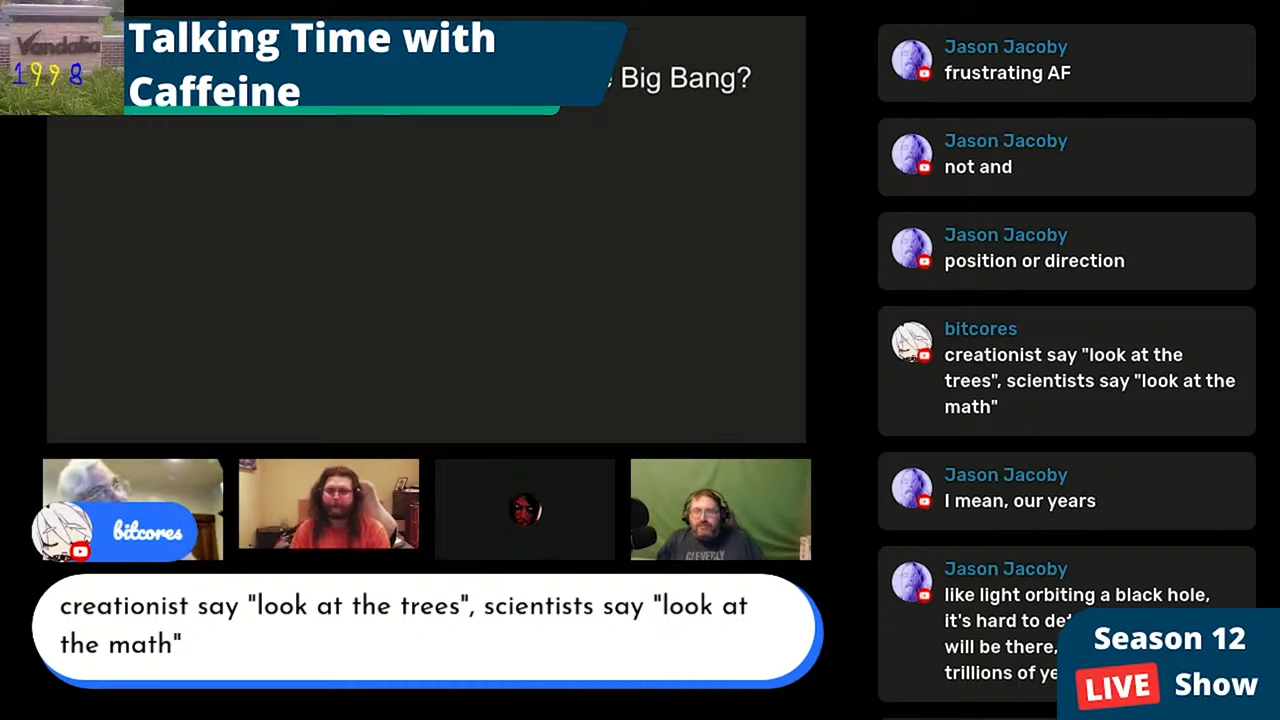 Vandalia
1998
Talking Time with
Caffeine
Big Bang?
Jason Jacoby
frustrating AF
Jason Jacoby
not and
Jason Jacoby
position or direction
bitcores
creationist say "look at the
trees", scientists say "look at the
math"
Jason Jacoby
I mean, our years
Jason Jacoby
like light orbiting a black hole,
it's hard to
will be there,
trillions of
CLEVERLY
bitcores
creationist say "look at the trees", scientists say "look at
the math"
Season 12
LIVE Show